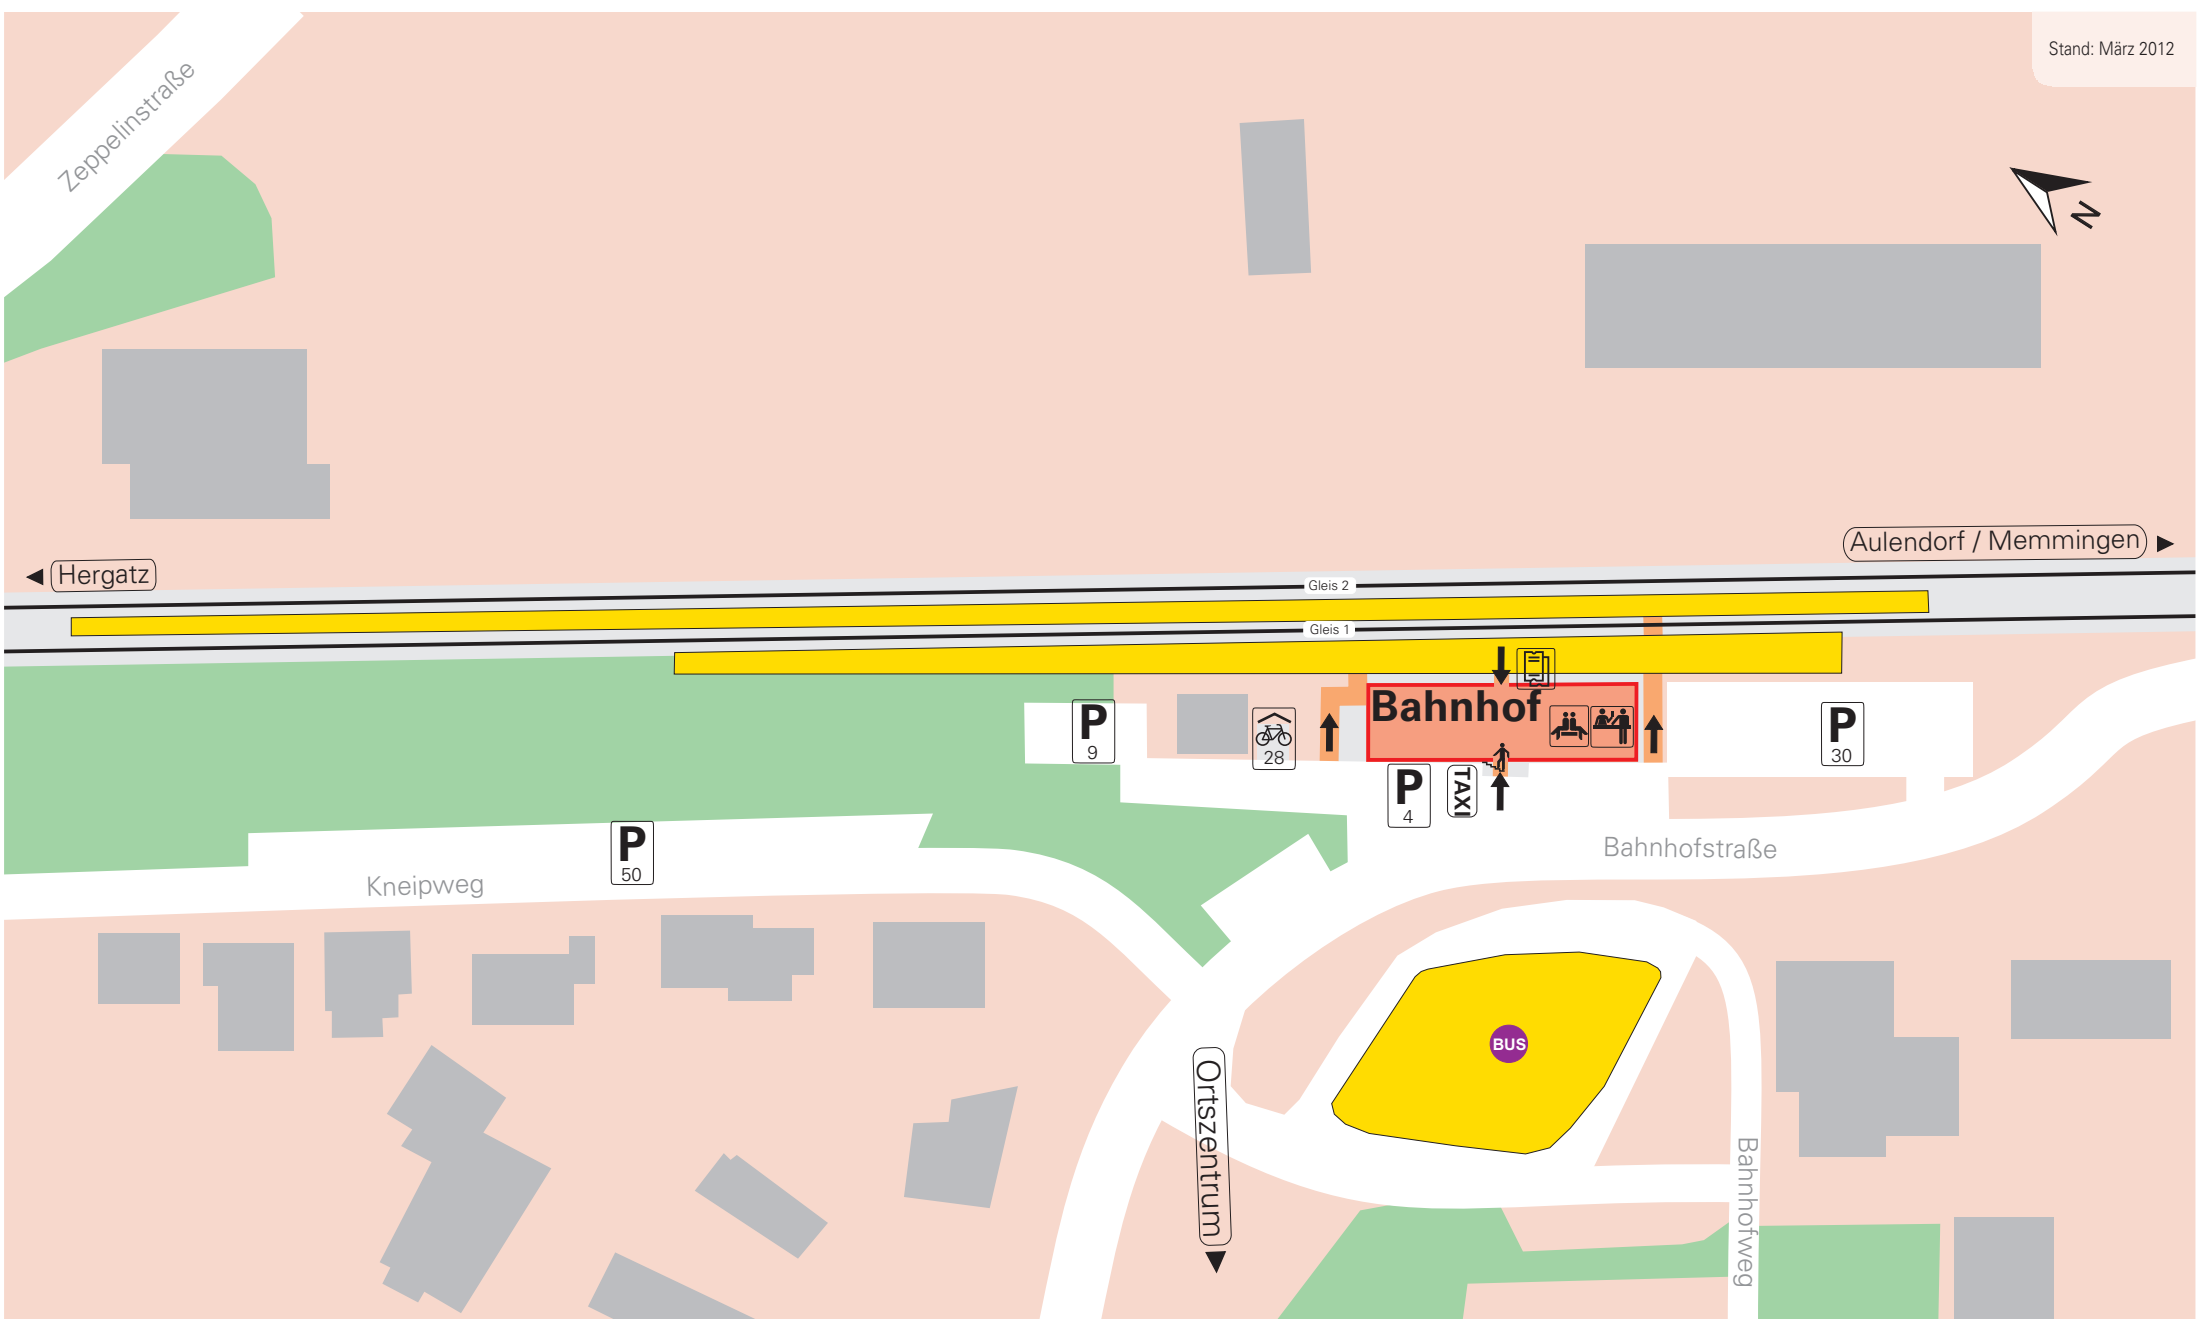 Stand: März 2012
Zeppelinstraße
N
Aulendorf / Memmingen
Hergatz
Gleis 2
Gleis 1
Bahnhof
P
9
28
P
30
P
4
TAXI
P
50
Kneipweg
Bahnhofstraße
BUS
Ortszentrum
Bahnhofweg